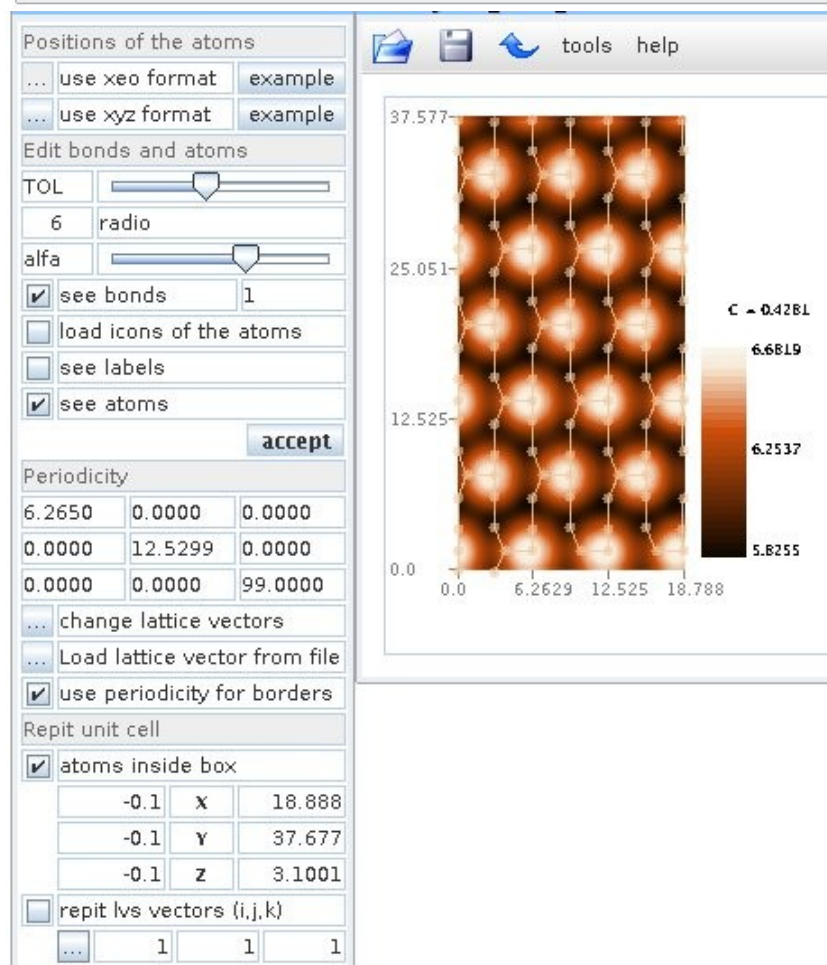 Positions of the atoms
... use xeo format example
... use xyz format example
Edit bonds and atoms
TOL
6 radio
alfa
see bonds 1
load icons of the atoms
see labels
see atoms
accept
Periodicity
6.2650 0.0000 0.0000
0.0000 12.5299 0.0000
0.0000 0.0000 99.0000
... change lattice vectors
... Load lattice vector from file
use periodicity for borders
Repit unit cell
atoms inside box
-0.1 X 18.888
-0.1 Y 37.677
-0.1 Z 3.1001
repit lvs vectors (i,j,k)
... 1 1 1
tools help
37.577
25.051
12.525
0.0
0.0 6.2629 12.525 18.788
C = 0.4281
6.6819
6.2537
5.8255